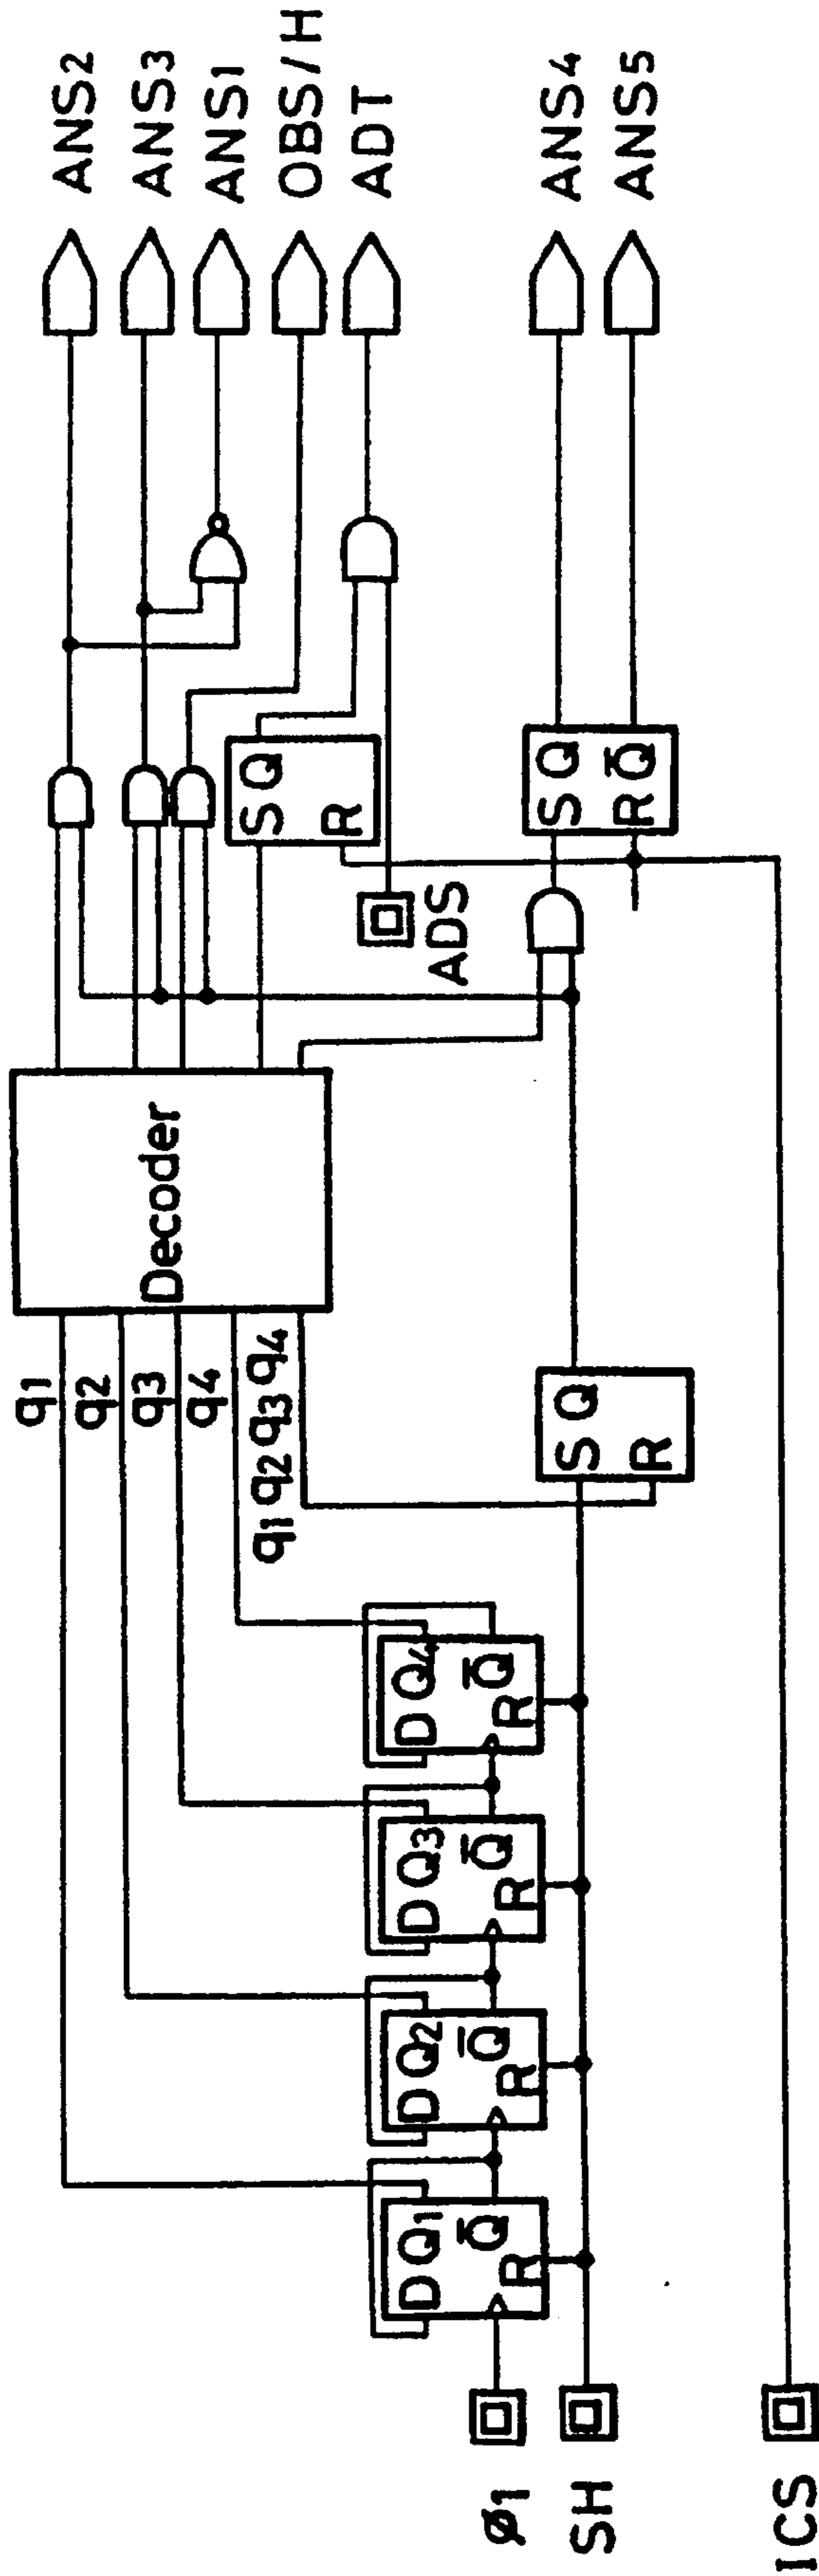 ANS2
ANS3
ANS1
OBS/H
ADT
ANS4
ANS5
S Q
R
ADS
S Q
R Q̅
Decoder
q1
q2
q3
q4
q1 q2 q3 q4
S Q
R
D Q1
Q̅
R
D Q2
Q̅
R
D Q3
Q̅
R
D Q4
Q̅
R
ø1
SH
ICS